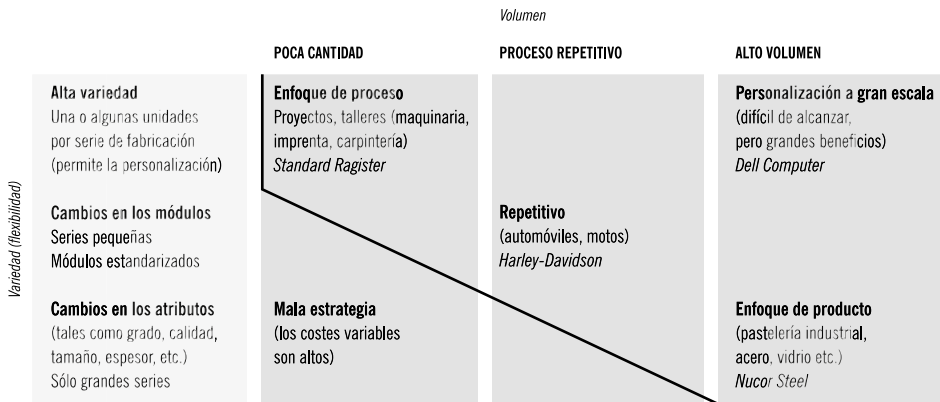 Volumen
POCA CANTIDAD
PROCESO REPETITIVO
ALTO VOLUMEN
Variedad (flexibilidad)
Alta variedad
Una o algunas unidades
por serie de fabricación
(permite la personalización)
Enfoque de proceso
Proyectos, talleres (maquinaria,
imprenta, carpintería)
Standard Ragister
Personalización a gran escala
(difícil de alcanzar,
pero grandes beneficios)
Dell Computer
Cambios en los módulos
Series pequeñas
Módulos estandarizados
Repetitivo
(automóviles, motos)
Harley-Davidson
Cambios en los atributos
(tales como grado, calidad,
tamaño, espesor, etc.)
Sólo grandes series
Mala estrategia
(los costes variables
son altos)
Enfoque de producto
(pastelería industrial,
acero, vidrio etc.)
Nucor Steel